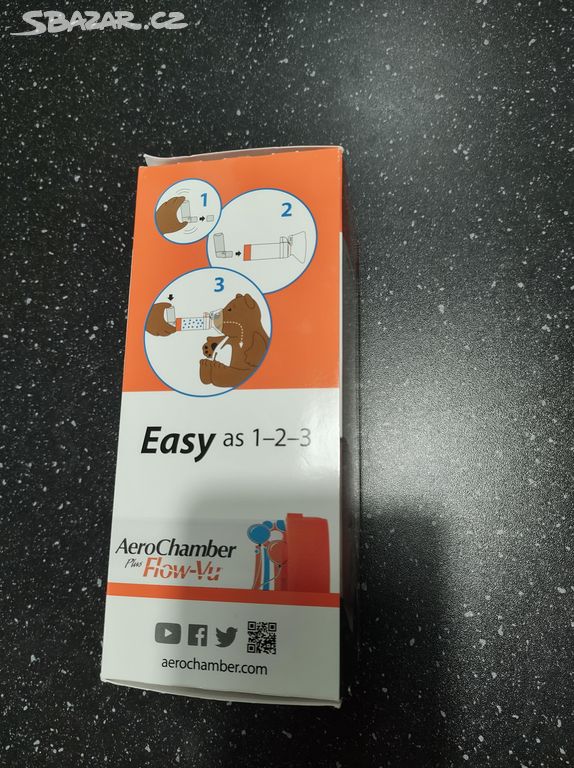 SBAZAR.CZ
1
2
3
Easy as 1–2–3
AeroChamber
Plus Flow-Vu
aerochamber.com